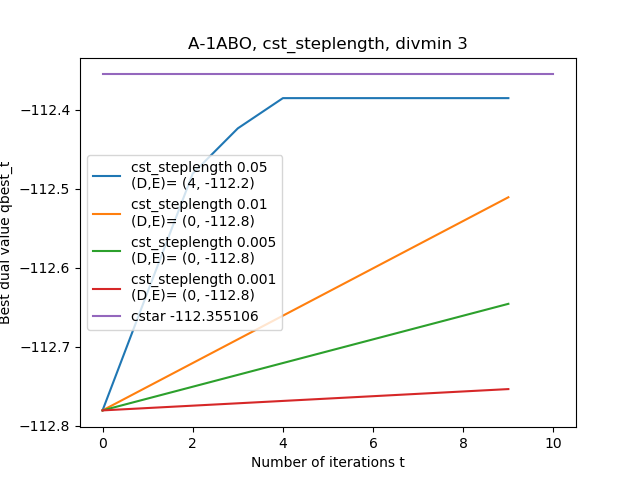 A-1ABO, cst_steplength, divmin 3
Best dual value qbest_t
−112.4
−112.5
−112.6
−112.7
−112.8
cst_steplength 0.05
(D,E)= (4, -112.2)
cst_steplength 0.01
(D,E)= (0, -112.8)
cst_steplength 0.005
(D,E)= (0, -112.8)
cst_steplength 0.001
(D,E)= (0, -112.8)
cstar -112.355106
0 2 4 6 8 10
Number of iterations t